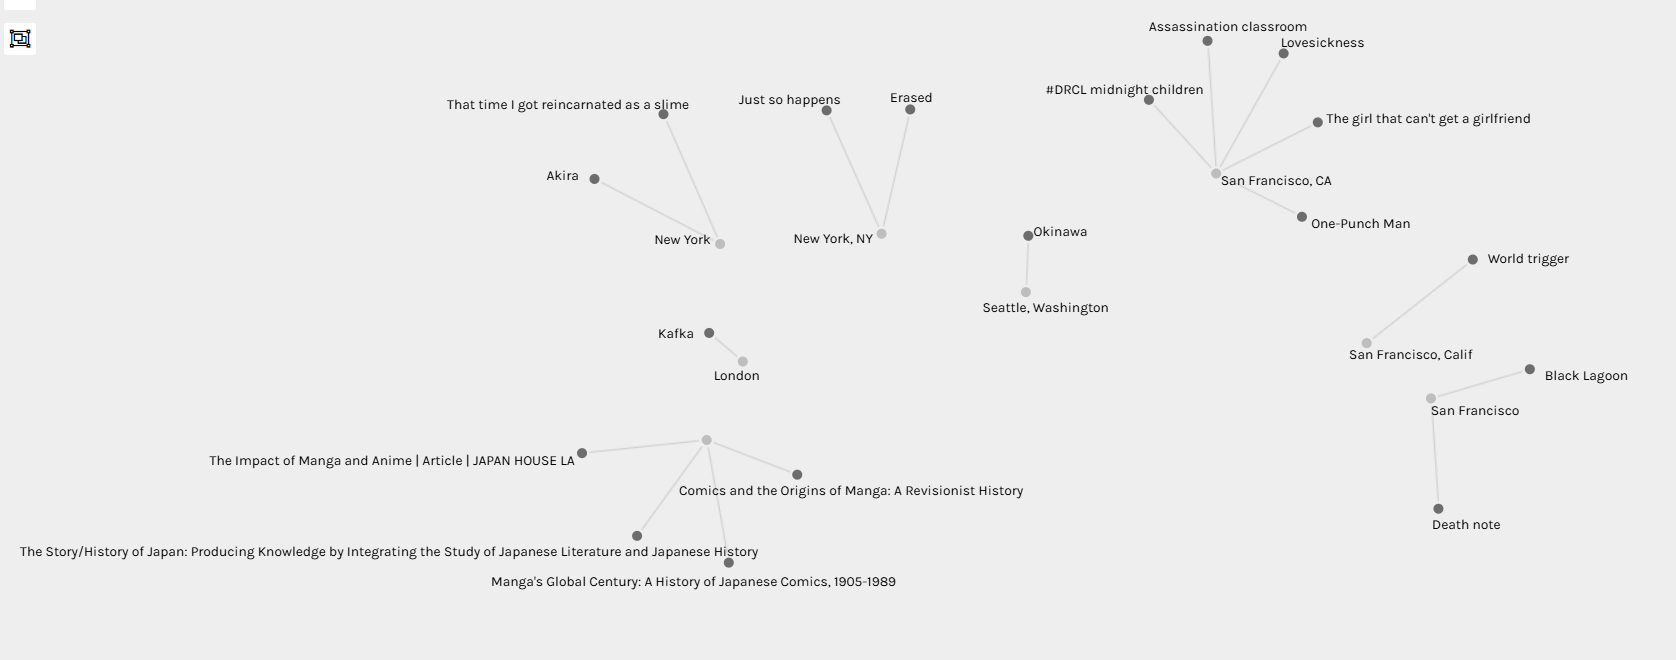 Assassination classroom
Lovesickness
#DRCL midnight children
That time I got reincarnated as a slime
Just so happens
Erased
The girl that can't get a girlfriend
Akira
San Francisco, CA
One-Punch Man
New York
New York, NY
Okinawa
World trigger
Seattle, Washington
Kafka
San Francisco, Calif
London
Black Lagoon
San Francisco
The Impact of Manga and Anime | Article | JAPAN HOUSE LA
Comics and the Origins of Manga: A Revisionist History
Death note
The Story/History of Japan: Producing Knowledge by Integrating the Study of Japanese Literature and Japanese History
Manga's Global Century: A History of Japanese Comics, 1905-1989